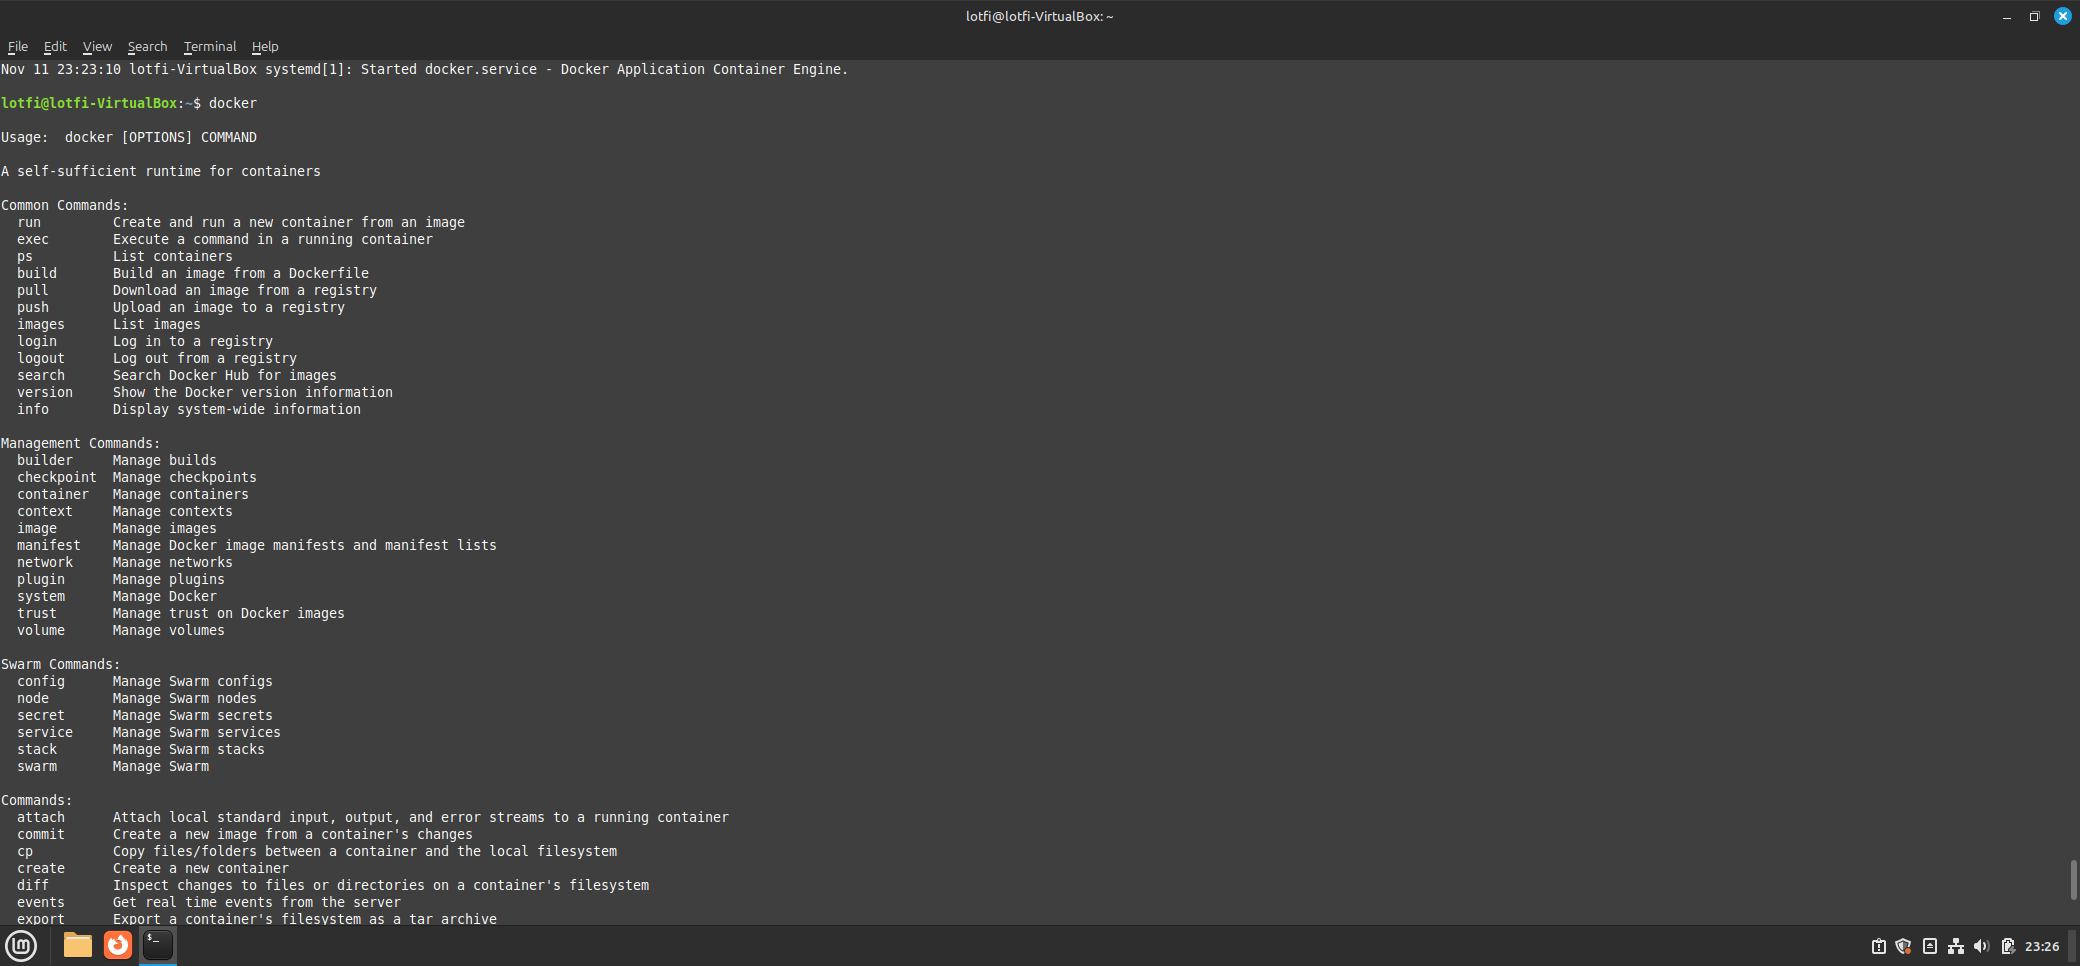 lotfi@lotfi-VirtualBox: ~
File Edit View Search Terminal Help
Nov 11 23:23:10 lotfi-VirtualBox systemd[1]: Started docker.service - Docker Application Container Engine.
lotfi@lotfi-VirtualBox:~$ docker
Usage:  docker [OPTIONS] COMMAND
A self-sufficient runtime for containers
Common Commands:
  run         Create and run a new container from an image
  exec        Execute a command in a running container
  ps          List containers
  build       Build an image from a Dockerfile
  pull        Download an image from a registry
  push        Upload an image to a registry
  images      List images
  login       Log in to a registry
  logout      Log out from a registry
  search      Search Docker Hub for images
  version     Show the Docker version information
  info        Display system-wide information
Management Commands:
  builder     Manage builds
  checkpoint  Manage checkpoints
  container   Manage containers
  context     Manage contexts
  image       Manage images
  manifest    Manage Docker image manifests and manifest lists
  network     Manage networks
  plugin      Manage plugins
  system      Manage Docker
  trust       Manage trust on Docker images
  volume      Manage volumes
Swarm Commands:
  config      Manage Swarm configs
  node        Manage Swarm nodes
  secret      Manage Swarm secrets
  service     Manage Swarm services
  stack       Manage Swarm stacks
  swarm       Manage Swarm
Commands:
  attach      Attach local standard input, output, and error streams to a running container
  commit      Create a new image from a container's changes
  cp          Copy files/folders between a container and the local filesystem
  create      Create a new container
  diff        Inspect changes to files or directories on a container's filesystem
  events      Get real time events from the server
  export      Export a container's filesystem as a tar archive
23:26